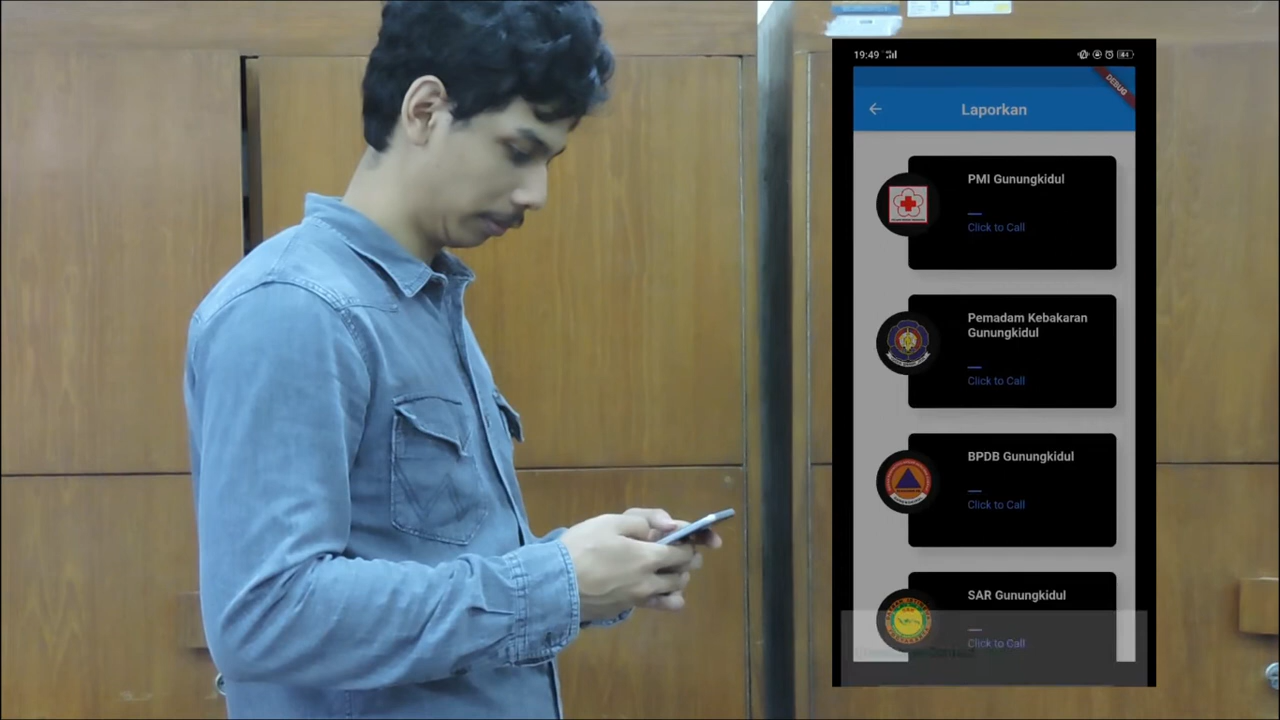 19:49
44
DEBUG
Laporkan
PMI Gunungkidul
Click to Call
Pemadam Kebakaran
Gunungkidul
Click to Call
BPDB Gunungkidul
Click to Call
SAR Gunungkidul
Click to Call